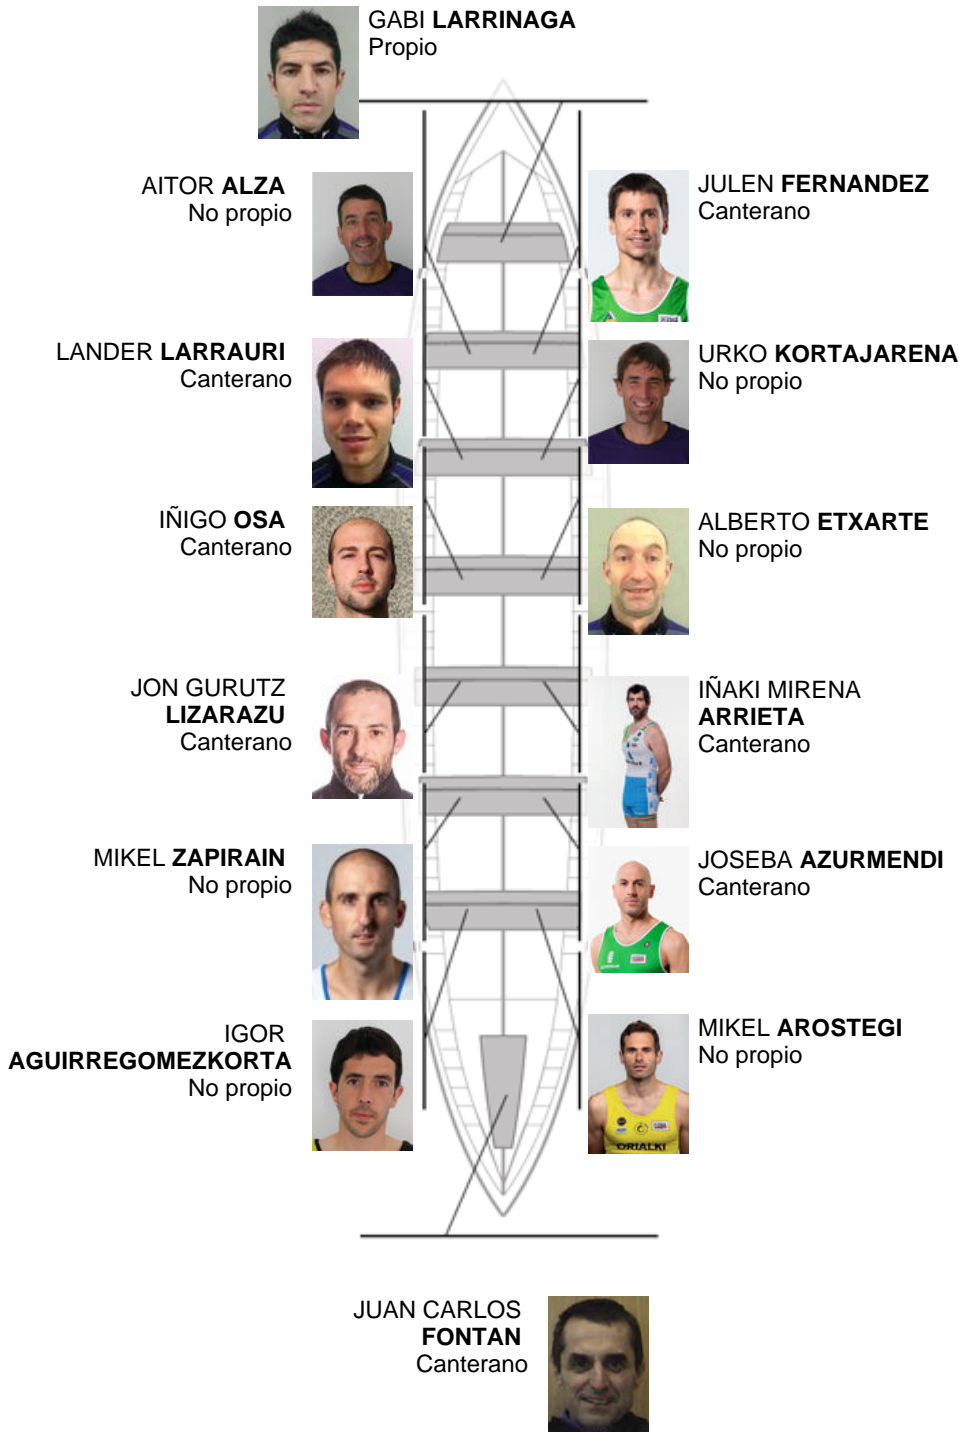 GABI LARRINAGA
Propio
AITOR ALZA
No propio
JULEN FERNANDEZ
Canterano
LANDER LARRAURI
Canterano
URKO KORTAJARENA
No propio
IÑIGO OSA
Canterano
ALBERTO ETXARTE
No propio
JON GURUTZ
LIZARAZU
Canterano
IÑAKI MIRENA
ARRIETA
Canterano
MIKEL ZAPIRAIN
No propio
JOSEBA AZURMENDI
Canterano
IGOR
AGUIRREGOMEZKORTA
No propio
MIKEL AROSTEGI
No propio
ORIALKI
JUAN CARLOS
FONTAN
Canterano